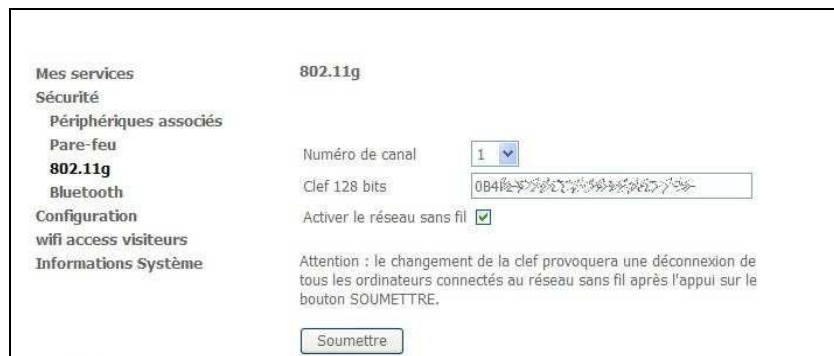 Mes services
Sécurité
Périphériques associés
Pare-feu
802.11g
Bluetooth
Configuration
wifi access visiteurs
Informations Système
802.11g
Numéro de canal 1
Clef 128 bits
Activer le réseau sans fil
Attention : le changement de la clef provoquera une déconnexion de
tous les ordinateurs connectés au réseau sans fil après l'appui sur le
bouton SOUMETTRE.
Soumettre